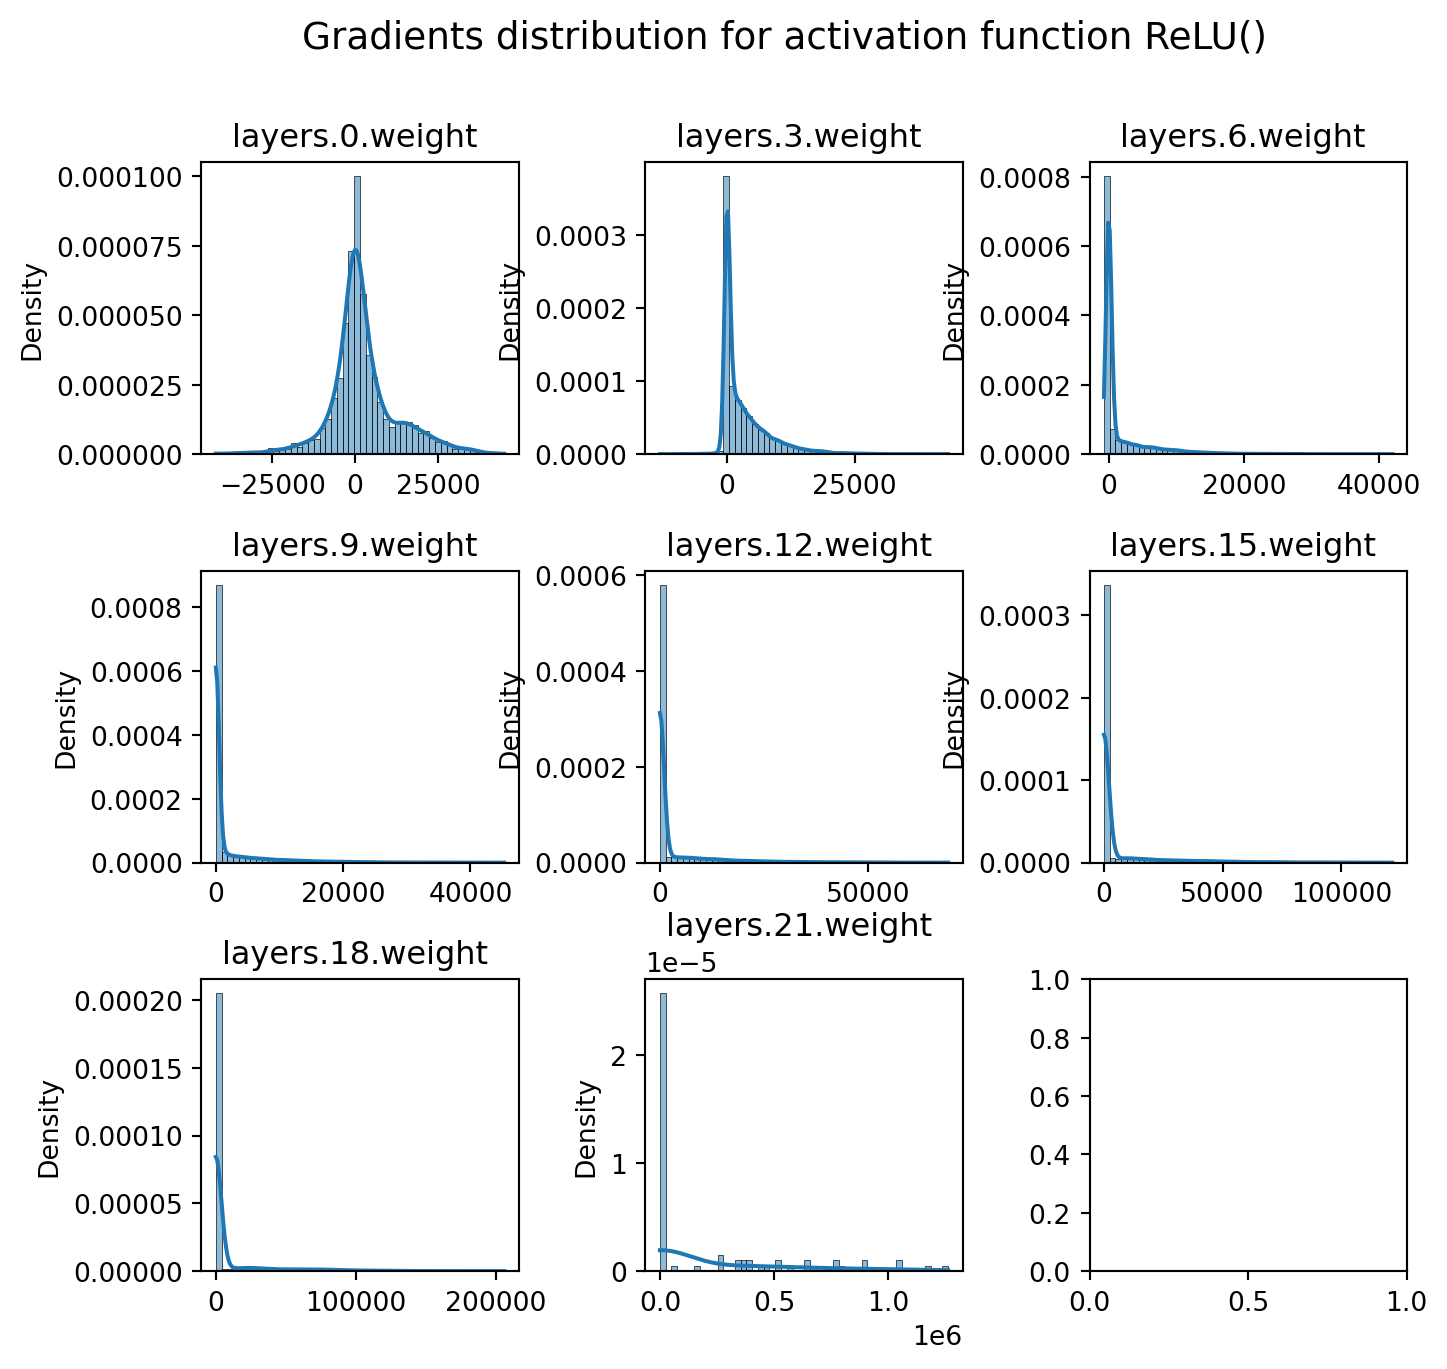 Gradients distribution for activation function ReLU()
layers.0.weight
0.000100
0.000075
0.000050
0.000025
0.000000
Density
−25000 0 25000
layers.3.weight
0.0003
0.0002
0.0001
0.0000
Density
0 25000
layers.6.weight
0.0008
0.0006
0.0004
0.0002
0.0000
Density
0 20000 40000
layers.9.weight
0.0008
0.0006
0.0004
0.0002
0.0000
Density
0 20000 40000
layers.12.weight
0.0006
0.0004
0.0002
0.0000
Density
0 50000
layers.15.weight
0.0003
0.0002
0.0001
0.0000
Density
0 50000 100000
layers.18.weight
0.00020
0.00015
0.00010
0.00005
0.00000
Density
0 100000 200000
layers.21.weight
1e−5
2
1
0
Density
0.0 0.5 1.0
1e6
1.0
0.8
0.6
0.4
0.2
0.0
0.0 0.5 1.0